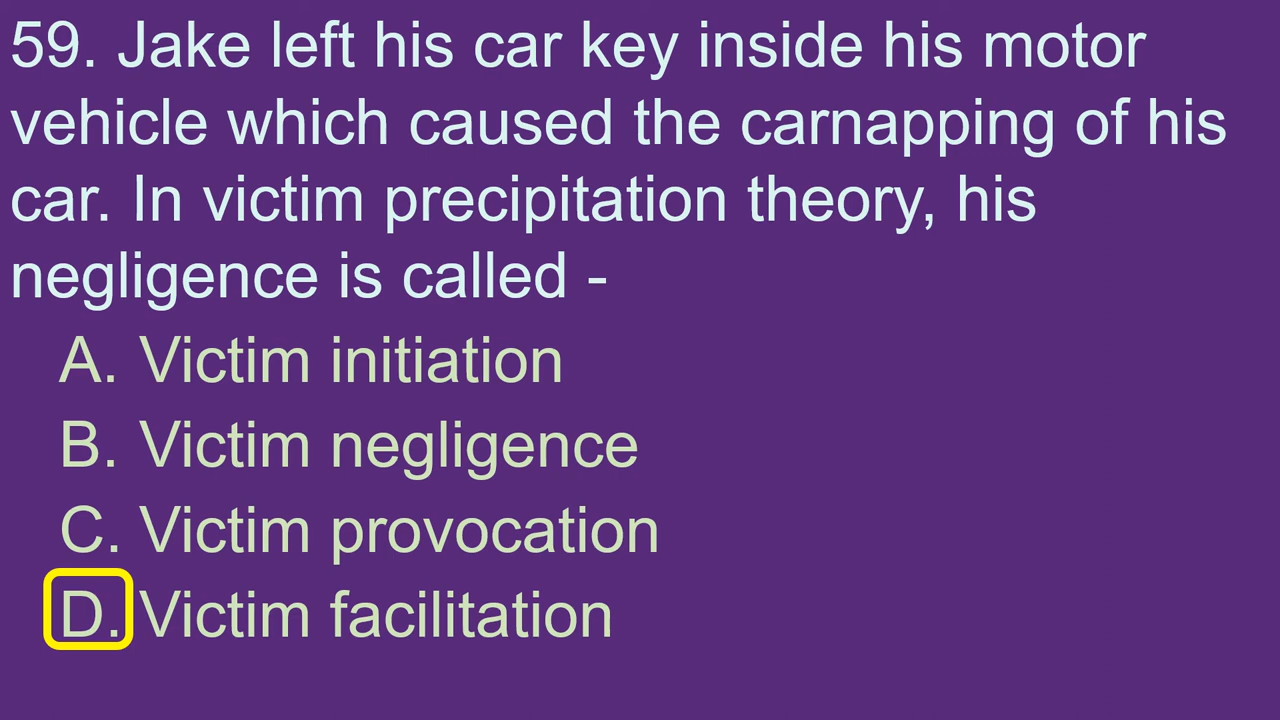 59. Jake left his car key inside his motor
vehicle which caused the carnapping of his
car. In victim precipitation theory, his
negligence is called -
A. Victim initiation
B. Victim negligence
C. Victim provocation
D. Victim facilitation